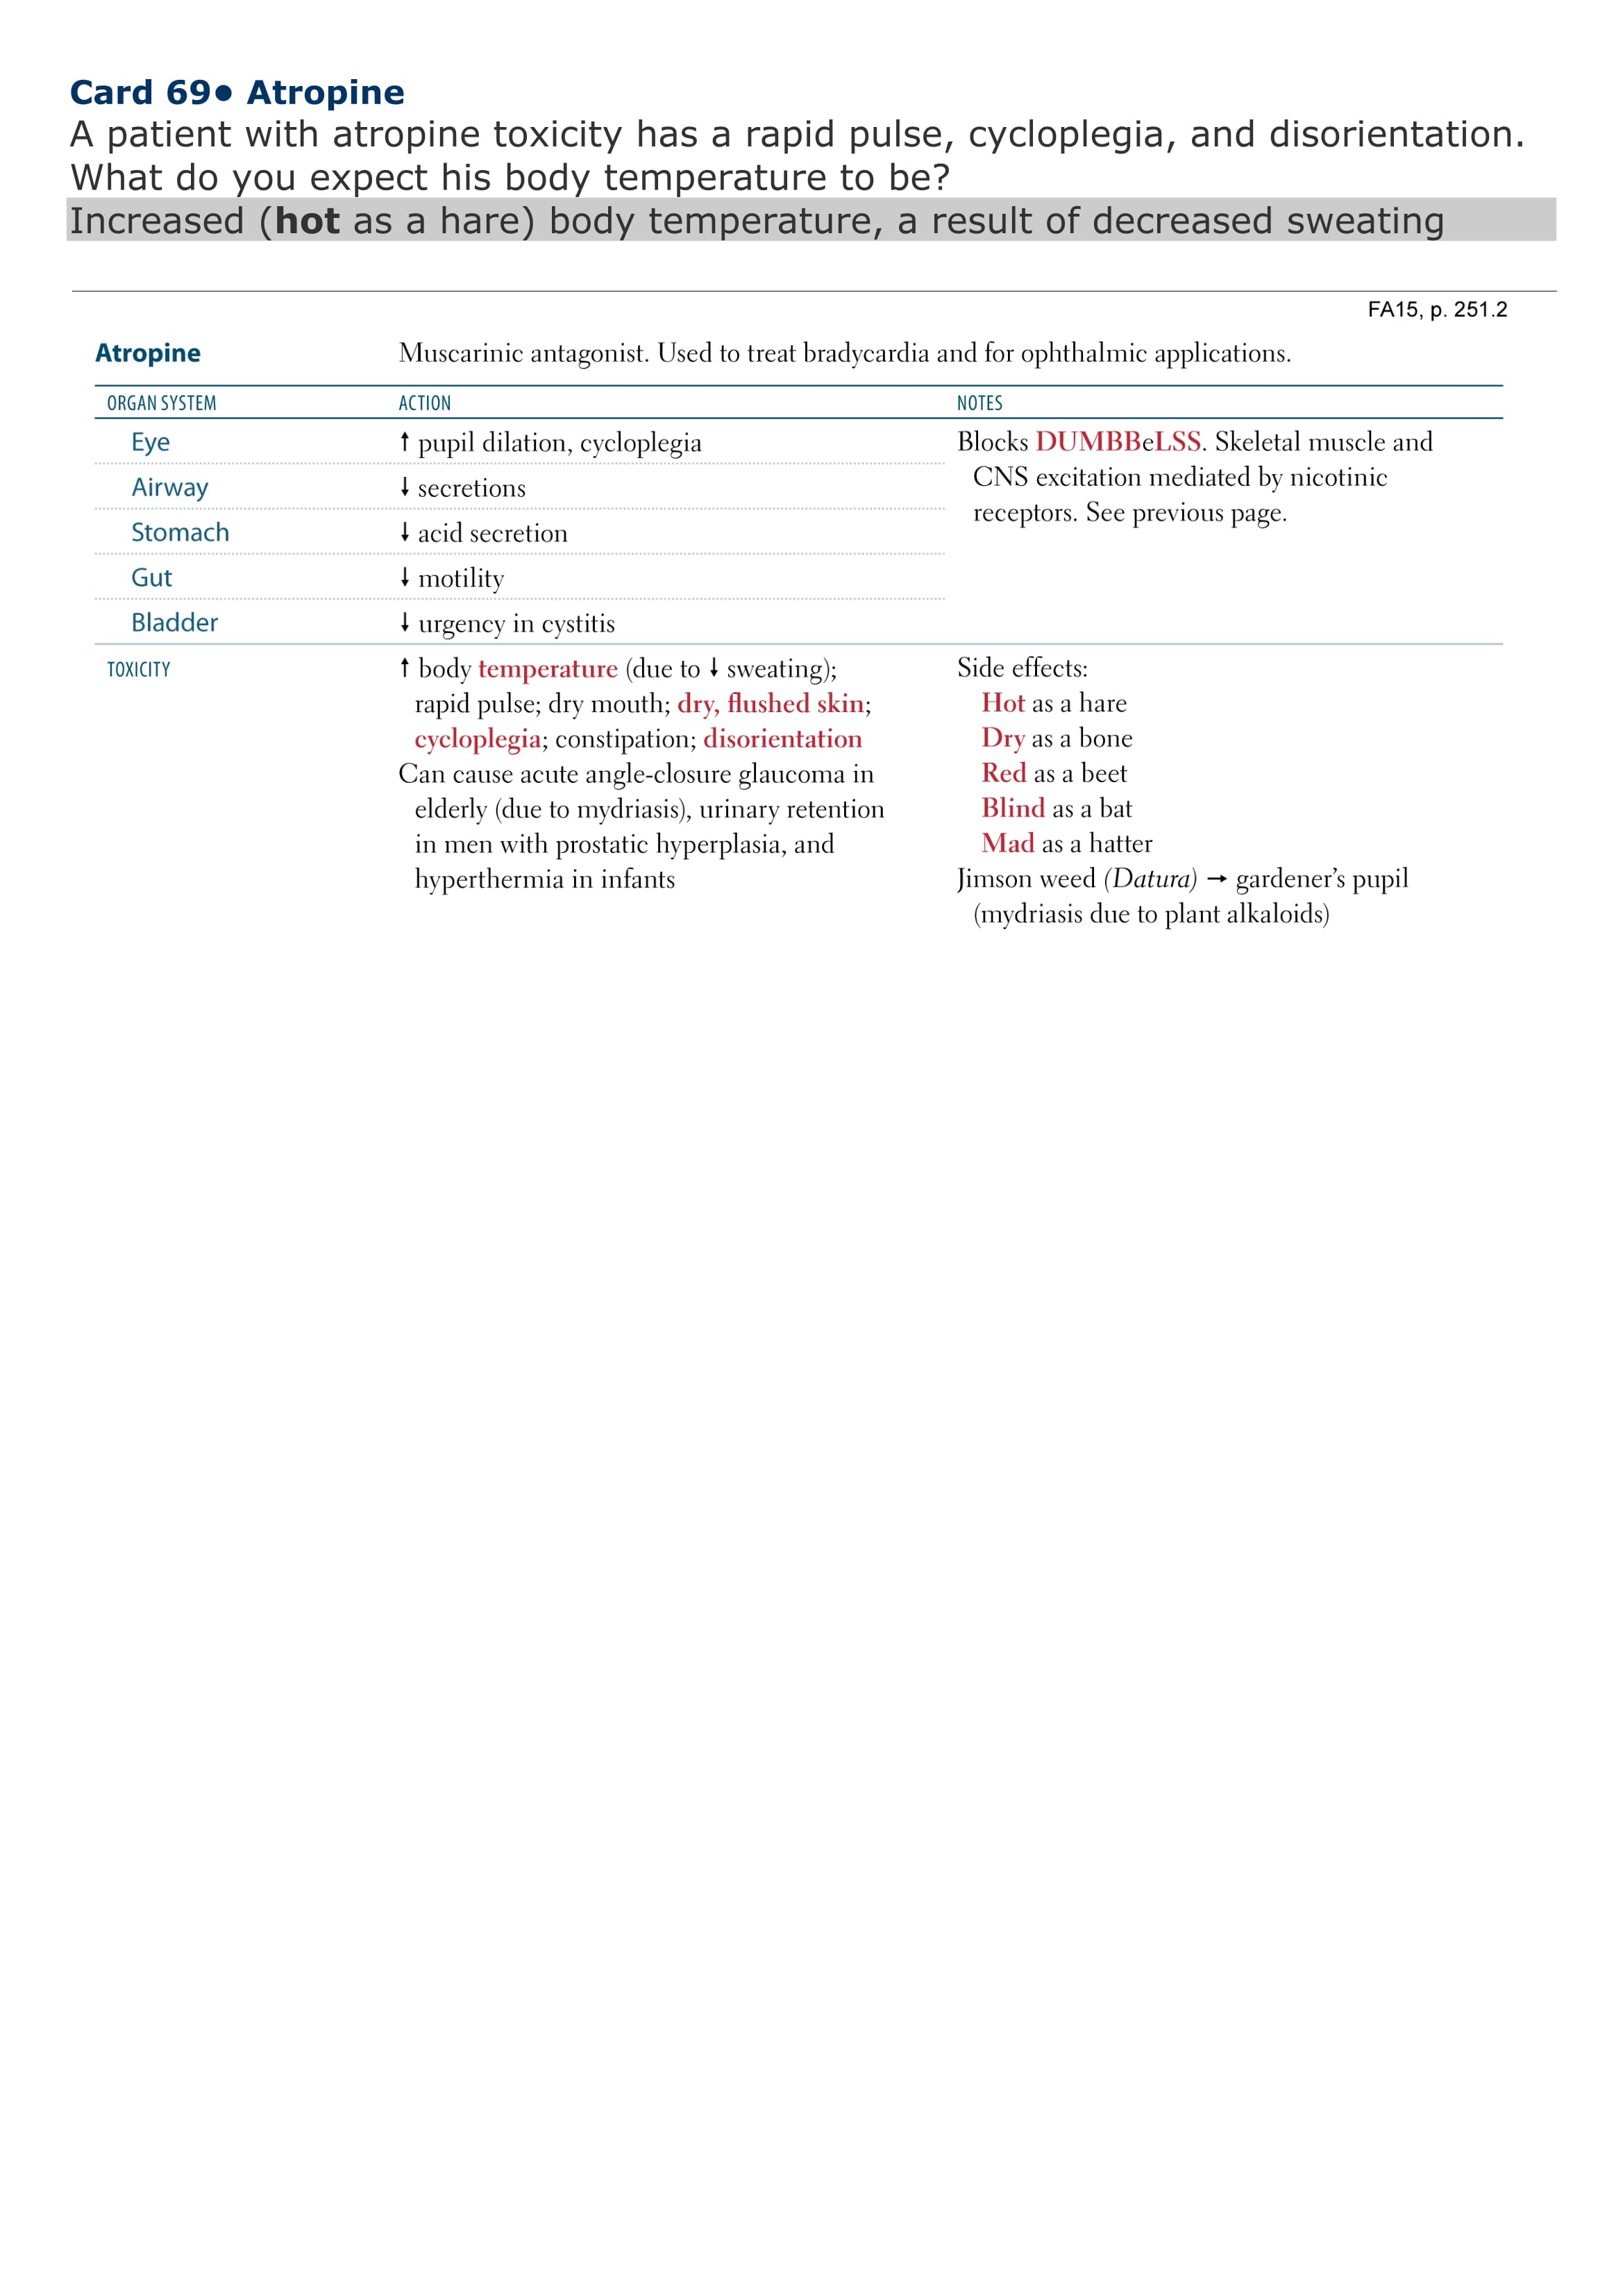 Card 69• Atropine
A patient with atropine toxicity has a rapid pulse, cycloplegia, and disorientation.
What do you expect his body temperature to be?
Increased (hot as a hare) body temperature, a result of decreased sweating
FA15, p. 251.2
Atropine Muscarinic antagonist. Used to treat bradycardia and for ophthalmic applications.
ORGAN SYSTEM ACTION NOTES
Eye ↑ pupil dilation, cycloplegia Blocks DUMBBeLSS. Skeletal muscle and
CNS excitation mediated by nicotinic
receptors. See previous page.
Airway ↓ secretions
Stomach ↓ acid secretion
Gut ↓ motility
Bladder ↓ urgency in cystitis
TOXICITY ↑ body temperature (due to ↓ sweating);
rapid pulse; dry mouth; dry, flushed skin;
cycloplegia; constipation; disorientation
Can cause acute angle-closure glaucoma in
elderly (due to mydriasis), urinary retention
in men with prostatic hyperplasia, and
hyperthermia in infants
Side effects:
Hot as a hare
Dry as a bone
Red as a beet
Blind as a bat
Mad as a hatter
Jimson weed (Datura) → gardener’s pupil
(mydriasis due to plant alkaloids)